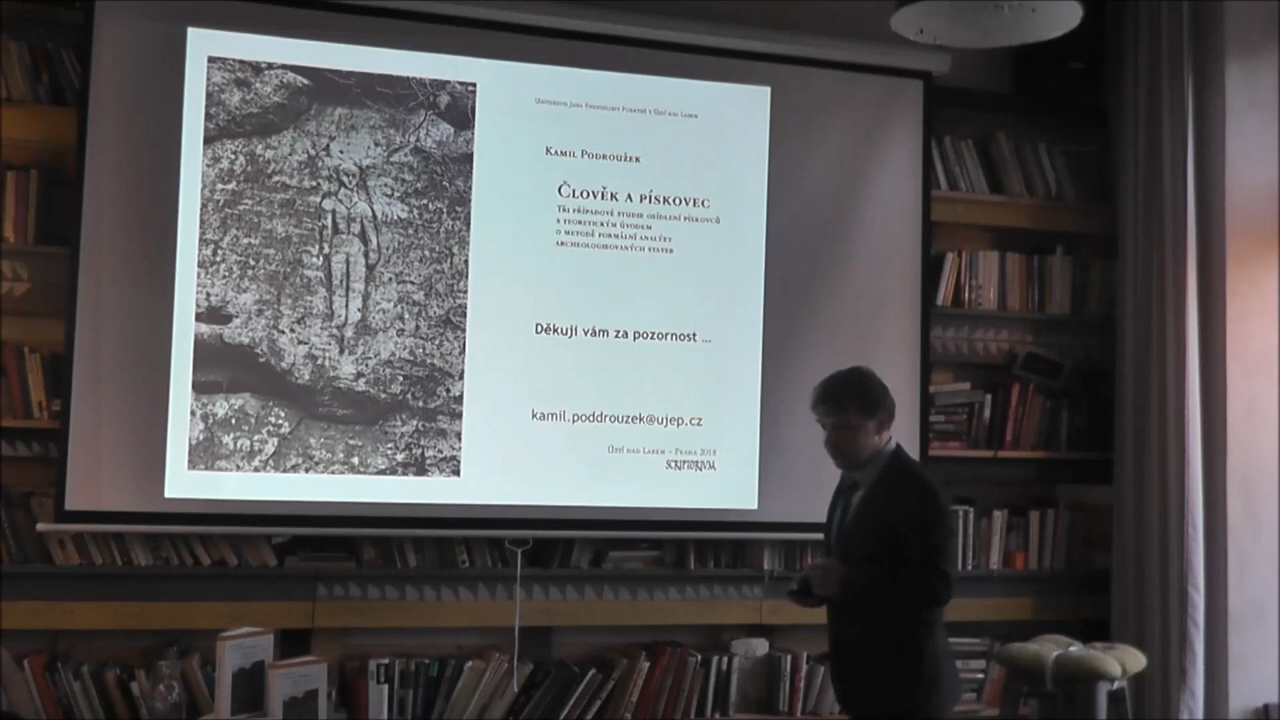 Univerzita Jana Evangelisty Purkyně v Ústí nad Labem
Kamil Podroužek
Člověk a pískovec
Tři případové studie osídlení pískovců
s teoretickým úvodem
o metodě formální analýzy
archeologizovaných staveb
Děkuji vám za pozornost ...
kamil.poddrouzek@ujep.cz
Ústí nad Labem – Praha 2018
SCRIPTORIUM